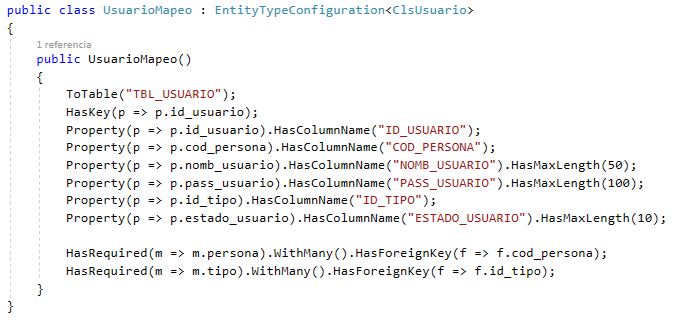 public class UsuarioMapeo : EntityTypeConfiguration<ClsUsuario>
{
1 referencia
public UsuarioMapeo()
{
ToTable("TBL_USUARIO");
HasKey(p => p.id_usuario);
Property(p => p.id_usuario).HasColumnName("ID_USUARIO");
Property(p => p.cod_persona).HasColumnName("COD_PERSONA");
Property(p => p.nomb_usuario).HasColumnName("NOMB_USUARIO").HasMaxLength(50);
Property(p => p.pass_usuario).HasColumnName("PASS_USUARIO").HasMaxLength(100);
Property(p => p.id_tipo).HasColumnName("ID_TIPO");
Property(p => p.estado_usuario).HasColumnName("ESTADO_USUARIO").HasMaxLength(10);
HasRequired(m => m.persona).WithMany().HasForeignKey(f => f.cod_persona);
HasRequired(m => m.tipo).WithMany().HasForeignKey(f => f.id_tipo);
}
}